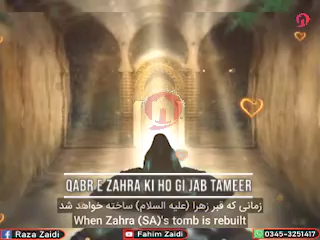 QABR E ZAHRA KI HO GI JAB TAMEER
زمانی که قبر زهرا (علیه السلام) ساخته خواهد شد
When Zahra (SA)'s tomb is rebuilt
Raza Zaidi Fahim Zaidi 0345-3251417